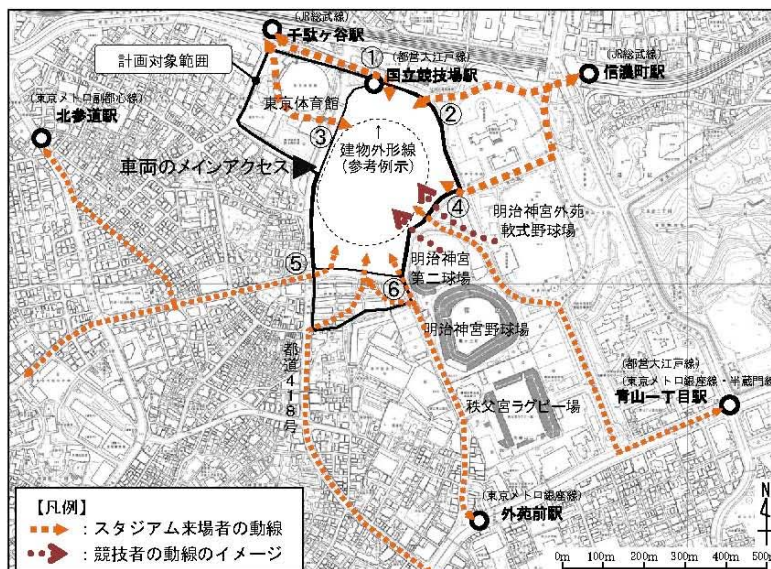 (JR総武線)
千駄ヶ谷駅
計画対象範囲
①
(都営大江戸線)
国立競技場駅
(JR総武線)
信濃町駅
(東京メトロ副都心線)
北参道駅
東京体育館
②
③
建物外形線
(参考例示)
車両のメインアクセス
④
明治神宮外苑
軟式野球場
明治神宮
第二球場
⑤
⑥
明治神宮野球場
都道418号
秩父宮ラグビー場
(都営大江戸線)
(東京メトロ銀座線・半蔵門線)
青山一丁目駅
(東京メトロ銀座線)
外苑前駅
【凡例】
:スタジアム来場者の動線
:競技者の動線のイメージ
N
0m 100m 200m 300m 400m 500m